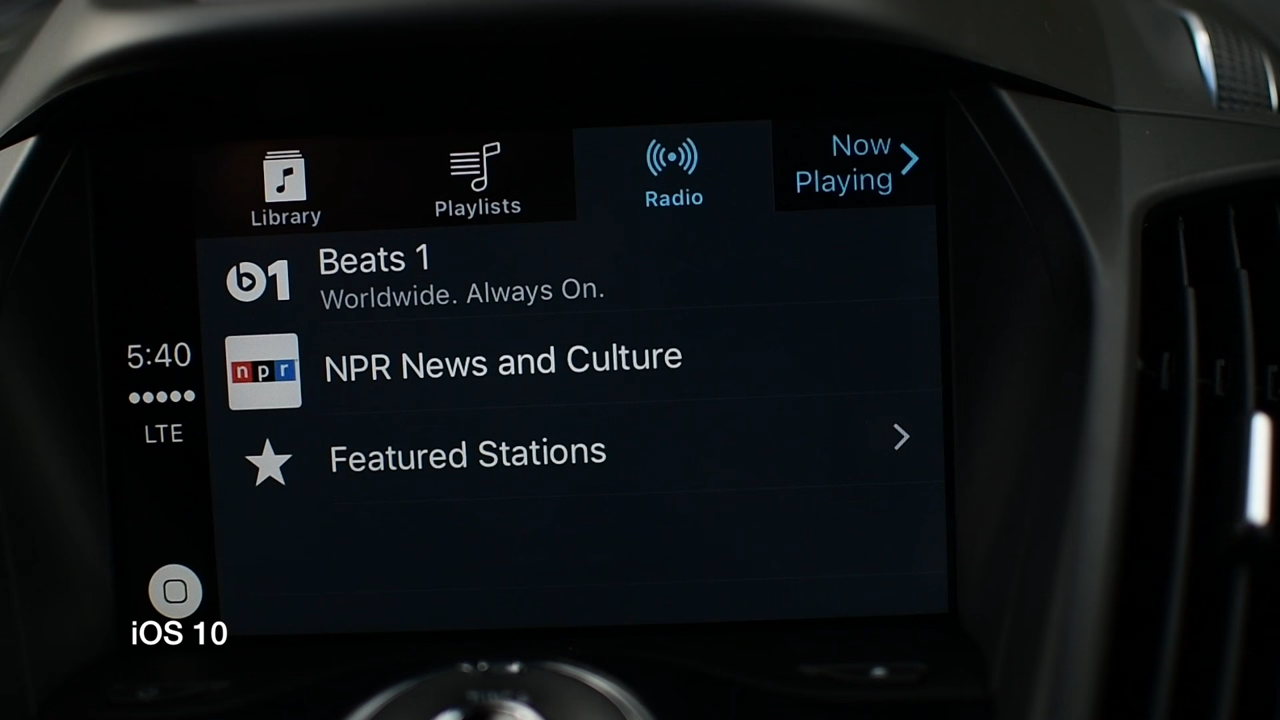 Library
Playlists
Radio
Now
Playing
b1
Beats 1
Worldwide. Always On.
npr
NPR News and Culture
Featured Stations
5:40
LTE
iOS 10